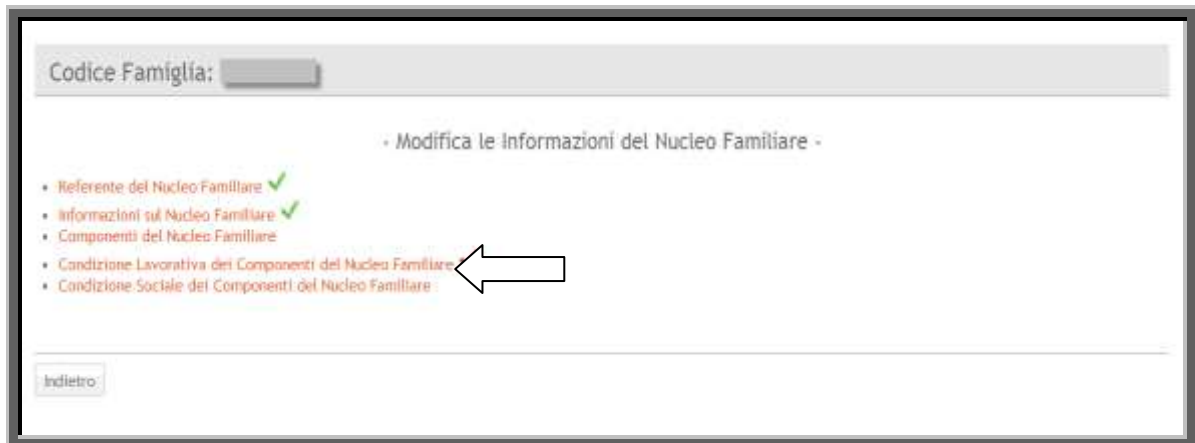 Codice Famiglia:
- Modifica le Informazioni del Nucleo Familiare -
• Referente del Nucleo Familiare
• Informazioni sul Nucleo Familiare
• Componenti del Nucleo Familiare
• Condizione Lavorativa dei Componenti del Nucleo Familiare
• Condizione Sociale dei Componenti del Nucleo Familiare
Indietro